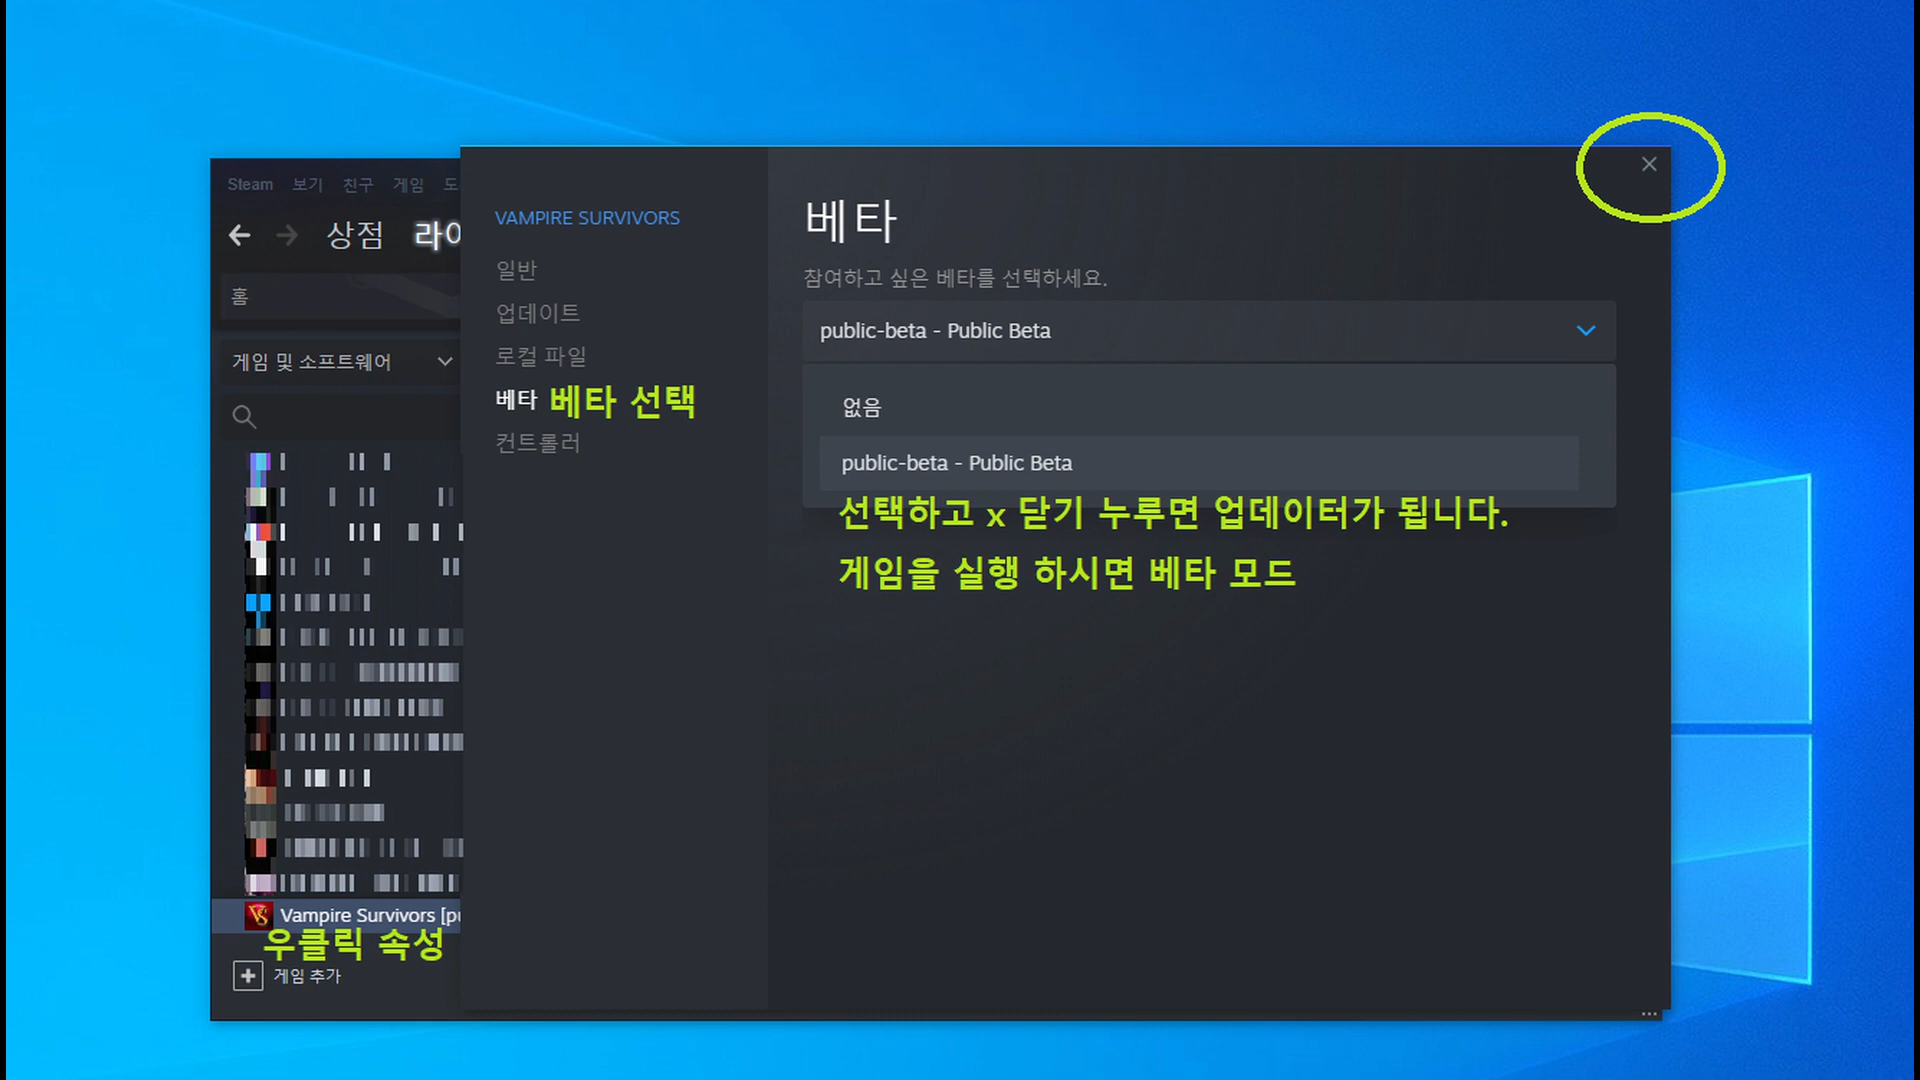 Steam 보기 친구 게임 도
상점 라이
홈
게임 및 소프트웨어
Vampire Survivors [pu
우클릭 속성
게임 추가
VAMPIRE SURVIVORS
일반
업데이트
로컬 파일
베타 베타 선택
컨트롤러
베타
참여하고 싶은 베타를 선택하세요.
public-beta - Public Beta
없음
public-beta - Public Beta
선택하고 x 닫기 누루면 업데이터가 됩니다.
게임을 실행 하시면 베타 모드